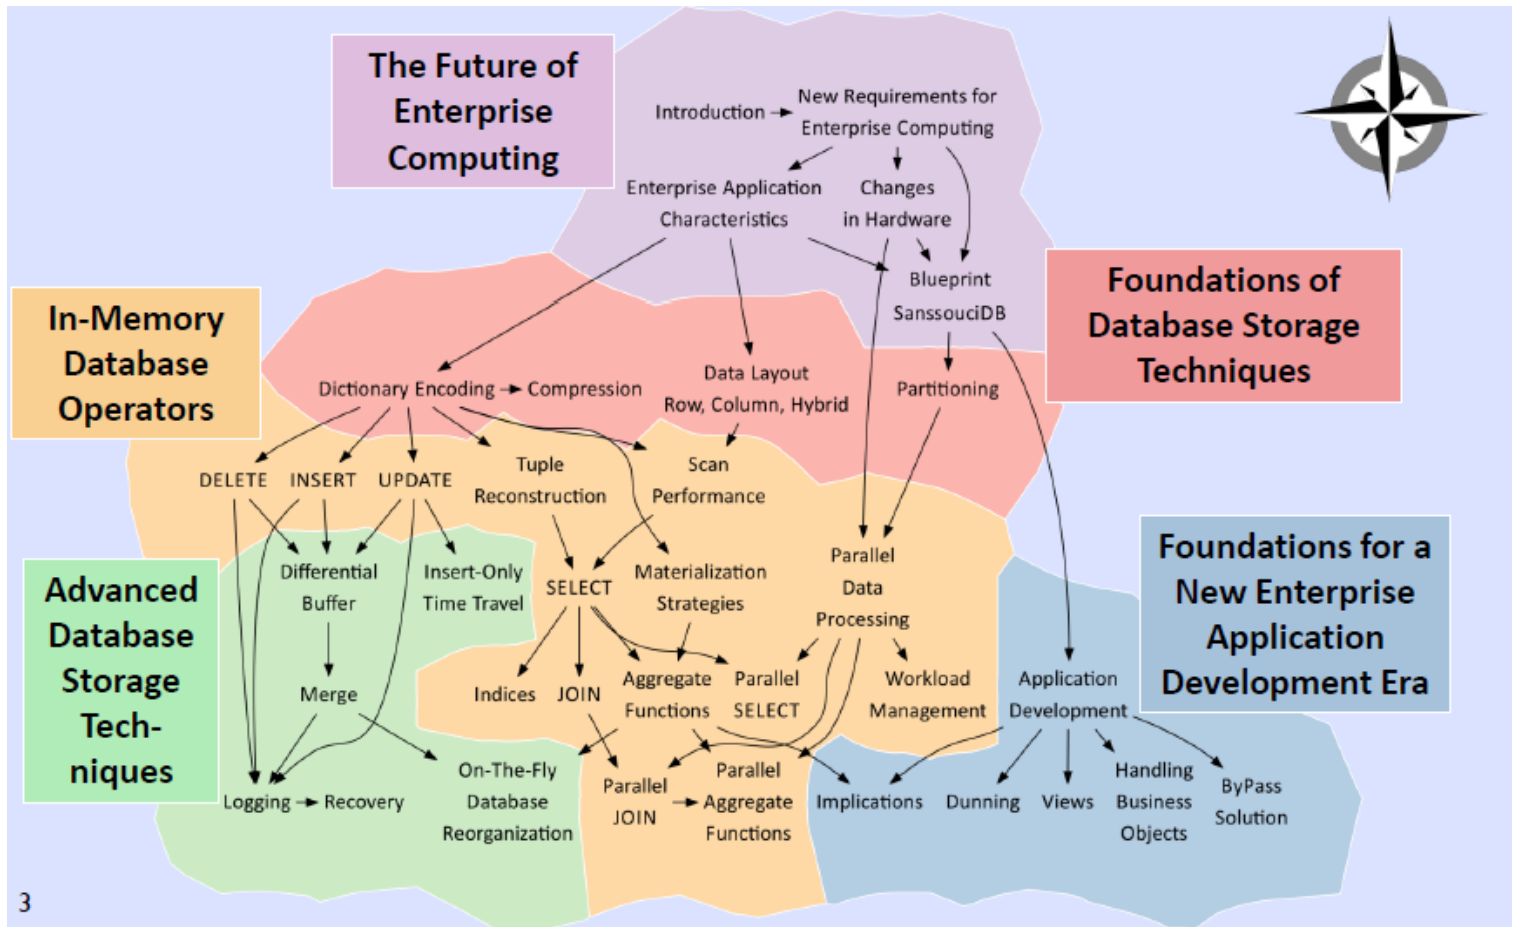 The Future of
Enterprise
Computing
Introduction
New Requirements for
Enterprise Computing
Enterprise Application
Characteristics
Changes
in Hardware
Blueprint
SanssouciDB
Foundations of
Database Storage
Techniques
In-Memory
Database
Operators
Dictionary Encoding
Compression
Data Layout
Row, Column, Hybrid
Partitioning
DELETE
INSERT
UPDATE
Tuple
Reconstruction
Scan
Performance
Advanced
Database
Storage
Tech-
niques
Differential
Buffer
Insert-Only
Time Travel
SELECT
Materialization
Strategies
Parallel
Data
Processing
Foundations for a
New Enterprise
Application
Development Era
Merge
Indices
JOIN
Aggregate
Functions
Parallel
SELECT
Workload
Management
Application
Development
Logging
Recovery
On-The-Fly
Database
Reorganization
Parallel
JOIN
Parallel
Aggregate
Functions
Implications
Dunning
Views
Handling
Business
Objects
ByPass
Solution
3